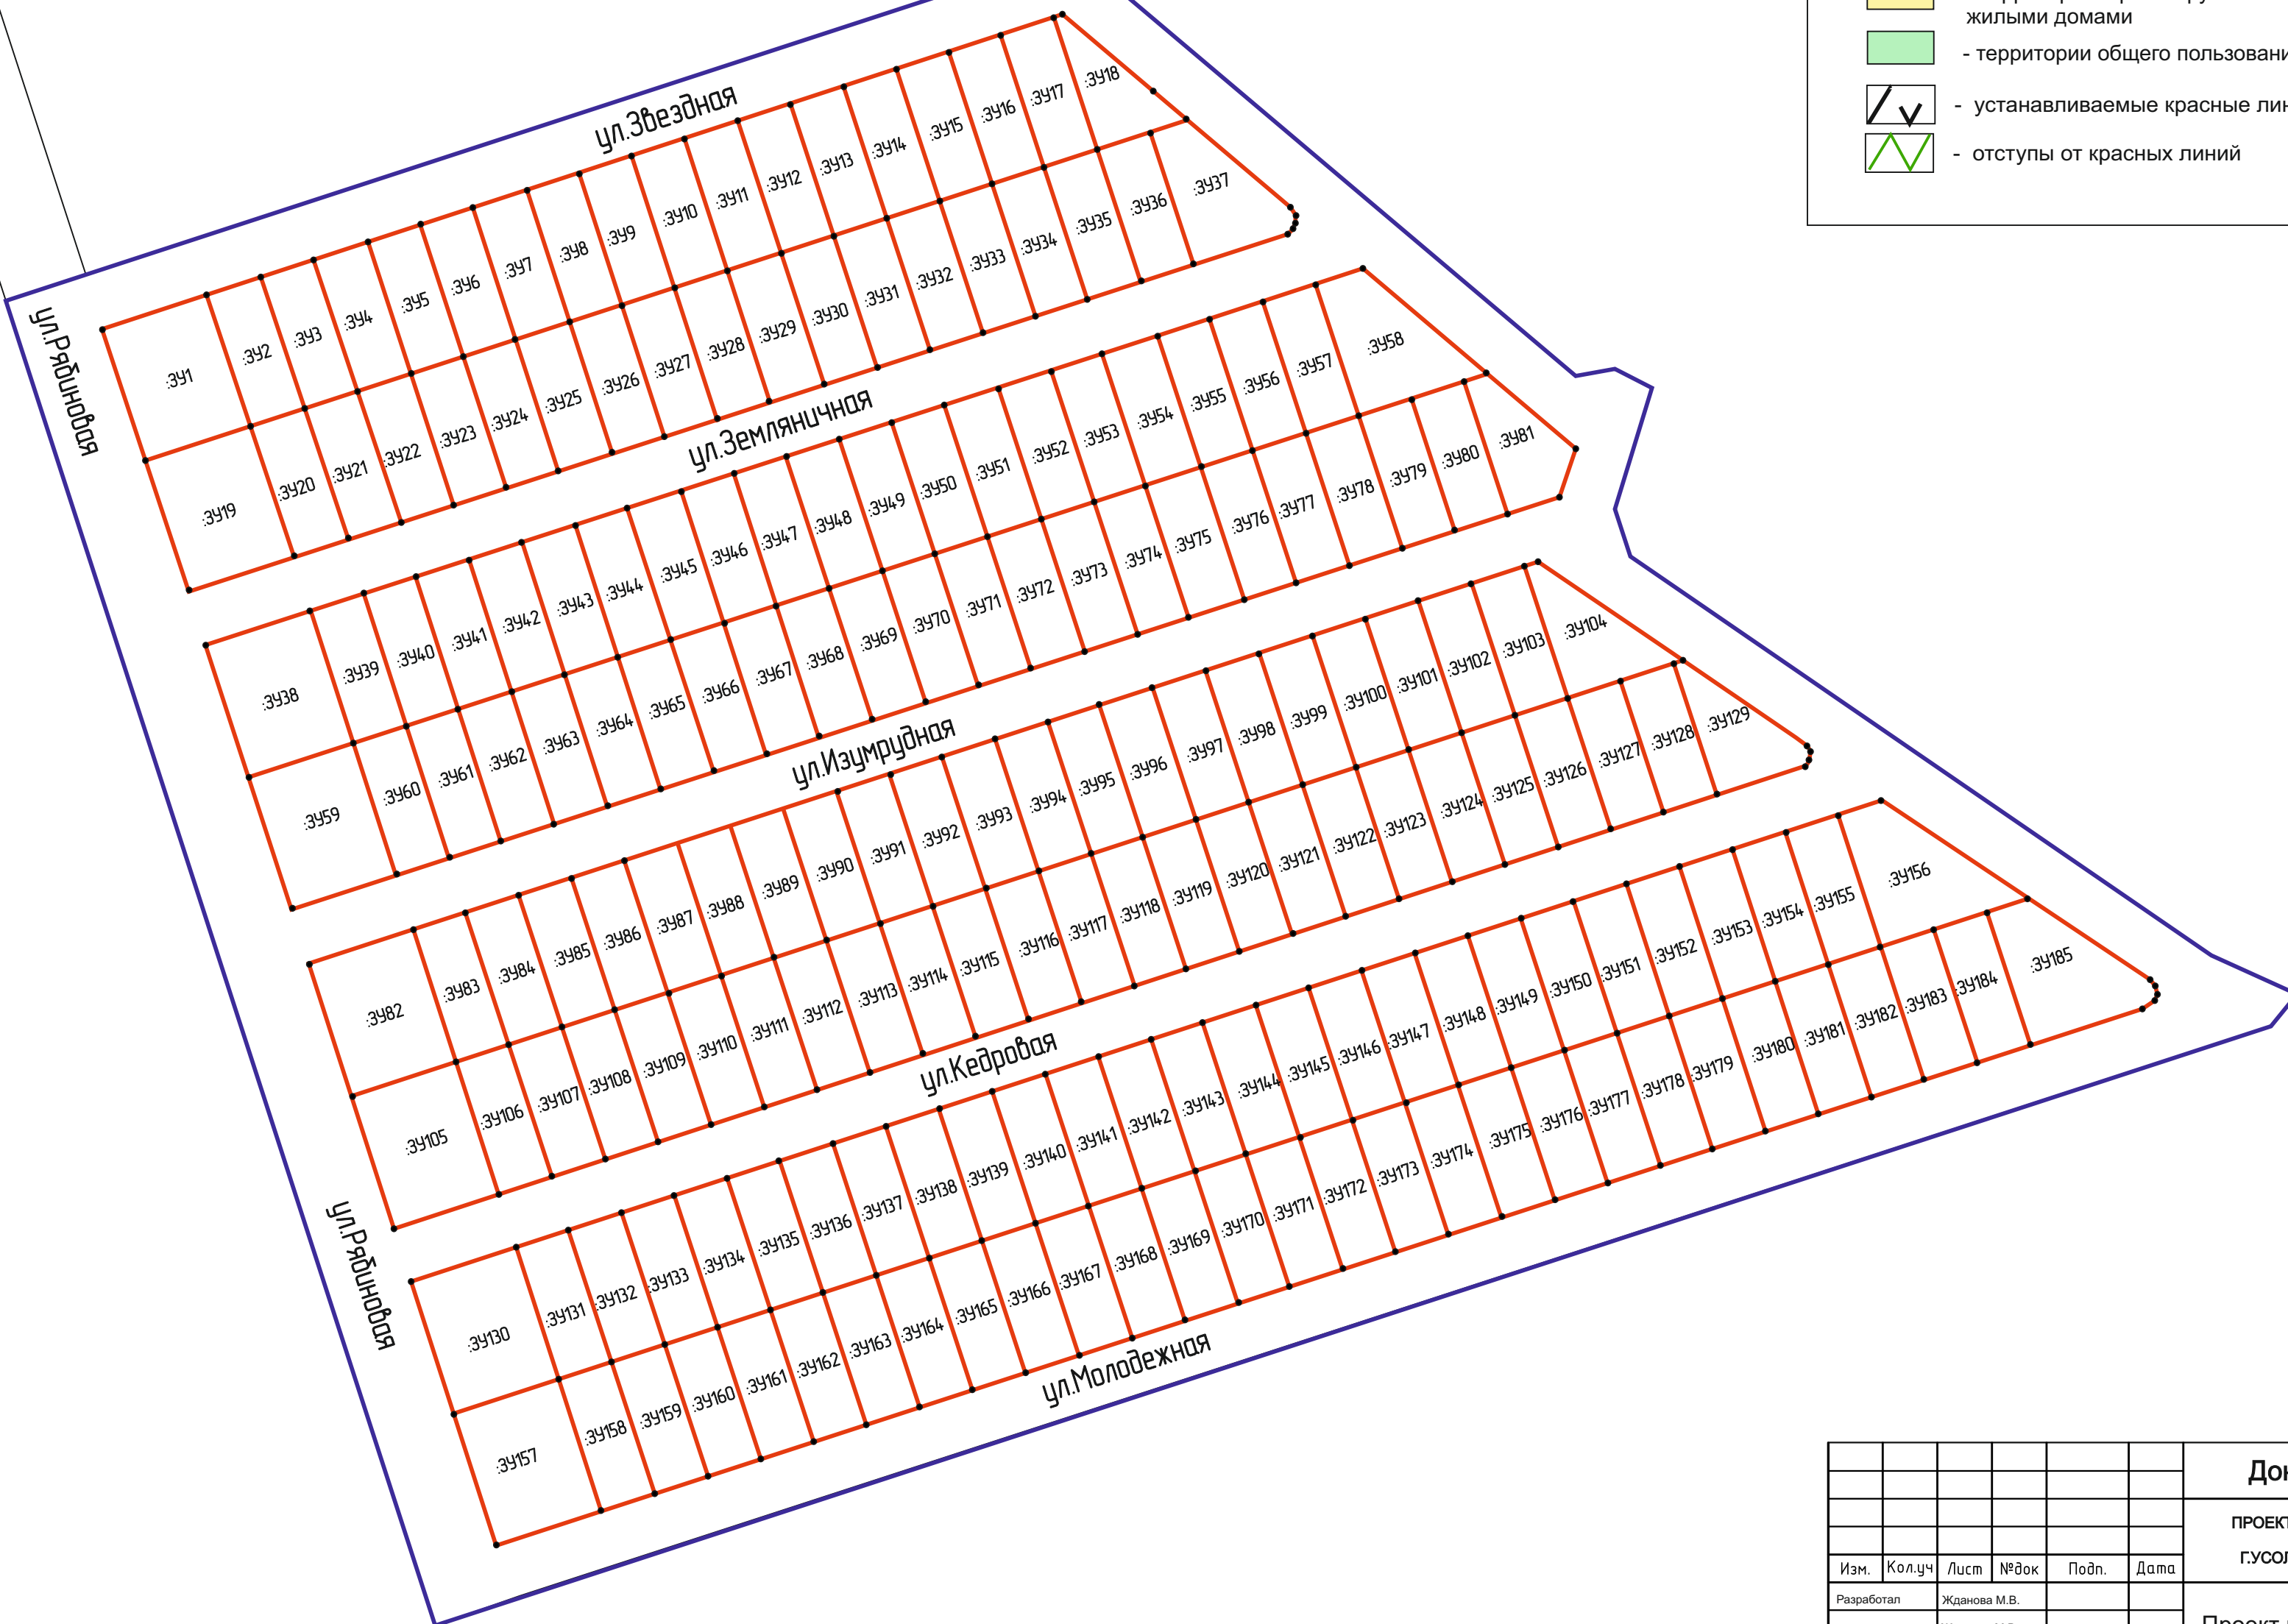 жилыми домами
- территории общего
- устанавливаемые красные
- отступы от красных линий
ул.Звездная
ул.Рябиновая
:ЗУ1
:ЗУ2
:ЗУ3
:ЗУ4
:ЗУ5
:ЗУ6
:ЗУ7
:ЗУ8
:ЗУ9
:ЗУ10
:ЗУ11
:ЗУ12
:ЗУ13
:ЗУ14
:ЗУ15
:ЗУ16
:ЗУ17
:ЗУ18
:ЗУ19
:ЗУ20
:ЗУ21
:ЗУ22
:ЗУ23
:ЗУ24
:ЗУ25
:ЗУ26
:ЗУ27
:ЗУ28
:ЗУ29
:ЗУ30
:ЗУ31
:ЗУ32
:ЗУ33
:ЗУ34
:ЗУ35
:ЗУ36
:ЗУ37
ул.Земляничная
:ЗУ38
:ЗУ39
:ЗУ40
:ЗУ41
:ЗУ42
:ЗУ43
:ЗУ44
:ЗУ45
:ЗУ46
:ЗУ47
:ЗУ48
:ЗУ49
:ЗУ50
:ЗУ51
:ЗУ52
:ЗУ53
:ЗУ54
:ЗУ55
:ЗУ56
:ЗУ57
:ЗУ58
:ЗУ59
:ЗУ60
:ЗУ61
:ЗУ62
:ЗУ63
:ЗУ64
:ЗУ65
:ЗУ66
:ЗУ67
:ЗУ68
:ЗУ69
:ЗУ70
:ЗУ71
:ЗУ72
:ЗУ73
:ЗУ74
:ЗУ75
:ЗУ76
:ЗУ77
:ЗУ78
:ЗУ79
:ЗУ80
:ЗУ81
ул.Изумрудная
:ЗУ82
:ЗУ83
:ЗУ84
:ЗУ85
:ЗУ86
:ЗУ87
:ЗУ88
:ЗУ89
:ЗУ90
:ЗУ91
:ЗУ92
:ЗУ93
:ЗУ94
:ЗУ95
:ЗУ96
:ЗУ97
:ЗУ98
:ЗУ99
:ЗУ100
:ЗУ101
:ЗУ102
:ЗУ103
:ЗУ104
:ЗУ105
:ЗУ106
:ЗУ107
:ЗУ108
:ЗУ109
:ЗУ110
:ЗУ111
:ЗУ112
:ЗУ113
:ЗУ114
:ЗУ115
:ЗУ116
:ЗУ117
:ЗУ118
:ЗУ119
:ЗУ120
:ЗУ121
:ЗУ122
:ЗУ123
:ЗУ124
:ЗУ125
:ЗУ126
:ЗУ127
:ЗУ128
:ЗУ129
ул.Кедровая
ул.Рябиновая
:ЗУ130
:ЗУ131
:ЗУ132
:ЗУ133
:ЗУ134
:ЗУ135
:ЗУ136
:ЗУ137
:ЗУ138
:ЗУ139
:ЗУ140
:ЗУ141
:ЗУ142
:ЗУ143
:ЗУ144
:ЗУ145
:ЗУ146
:ЗУ147
:ЗУ148
:ЗУ149
:ЗУ150
:ЗУ151
:ЗУ152
:ЗУ153
:ЗУ154
:ЗУ155
:ЗУ156
:ЗУ157
:ЗУ158
:ЗУ159
:ЗУ160
:ЗУ161
:ЗУ162
:ЗУ163
:ЗУ164
:ЗУ165
:ЗУ166
:ЗУ167
:ЗУ168
:ЗУ169
:ЗУ170
:ЗУ171
:ЗУ172
:ЗУ173
:ЗУ174
:ЗУ175
:ЗУ176
:ЗУ177
:ЗУ178
:ЗУ179
:ЗУ180
:ЗУ181
:ЗУ182
:ЗУ183
:ЗУ184
:ЗУ185
ул.Молодежная
ПРОЕКТ
Изм. Кол.уч Лист №док Подп. Дата
Разработал Жданова М.В.
Проект